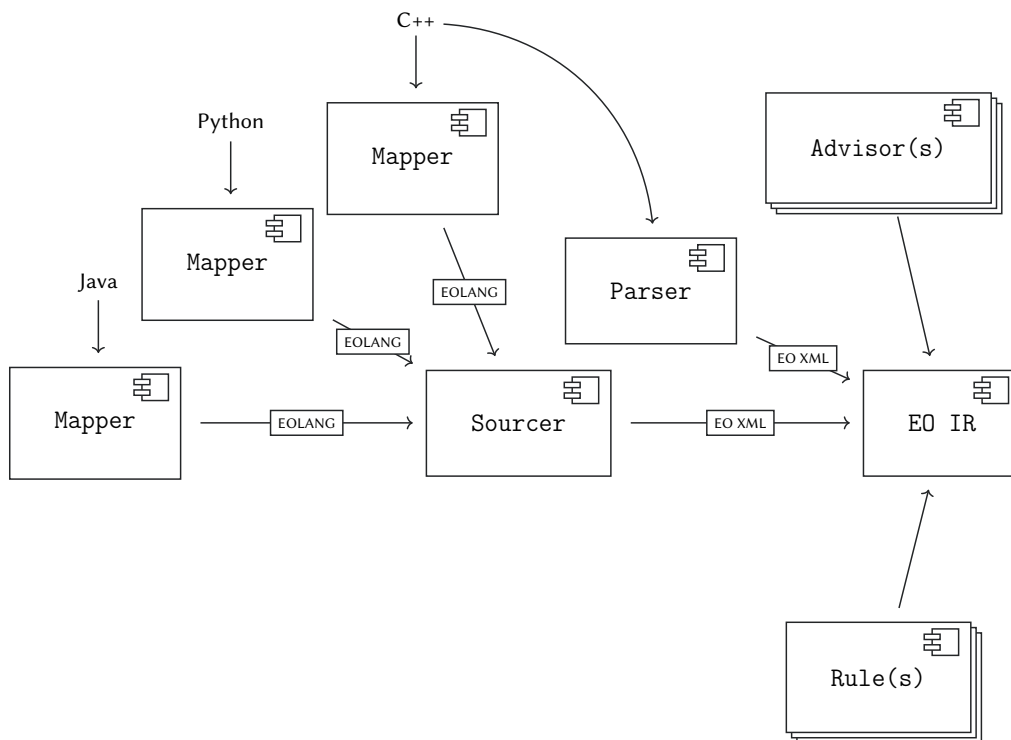 C++
Python
Mapper
Advisor(s)
Mapper
Parser
Java
EOLANG
EOLANG
EO XML
Mapper
EOLANG
Sourcer
EO XML
EO IR
Rule(s)